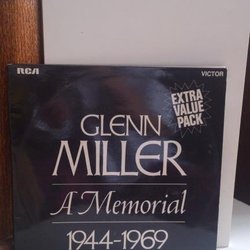 RCA VICTOR
EXTRA
VALUE
PACK
GLENN
MILLER
A Memorial
1944-1969